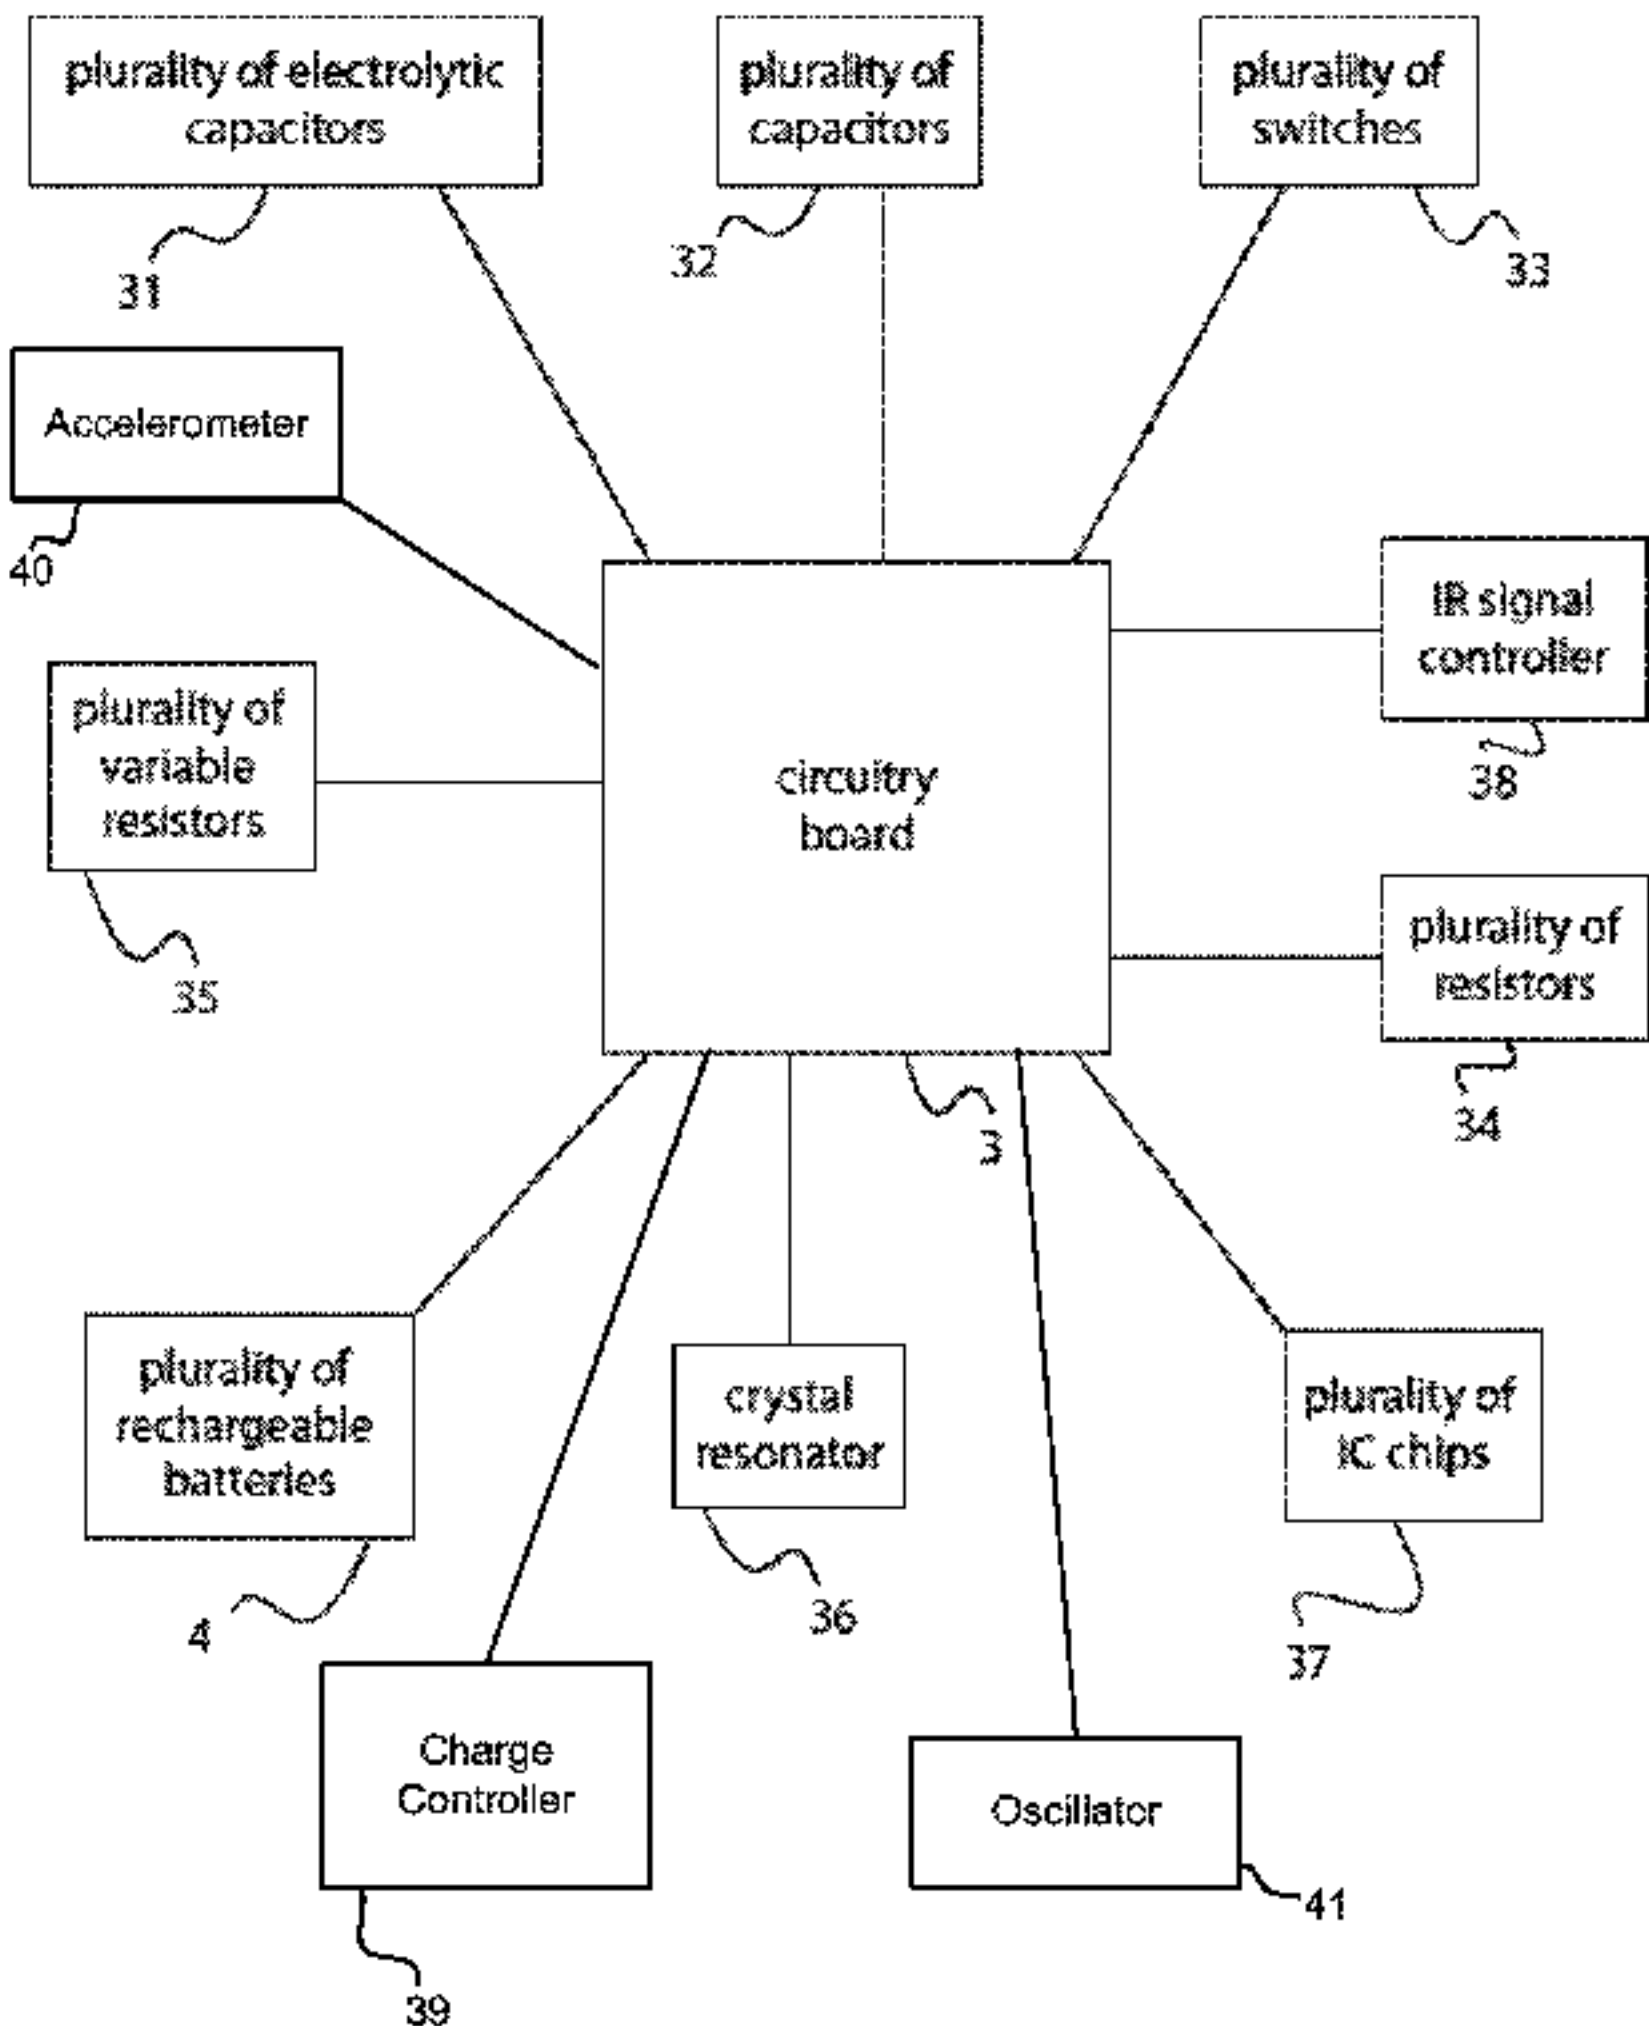 plurality of electrolytic
capacitors
31
plurality of
capacitors
32
plurality of
switches
33
Accelerometer
40
IR signal
controller
38
plurality of
variable
resistors
35
circuitry
board
3
plurality of
resistors
34
plurality of
rechargeable
batteries
4
crystal
resonator
36
plurality of
IC chips
37
Charge
Controller
39
Oscillator
41